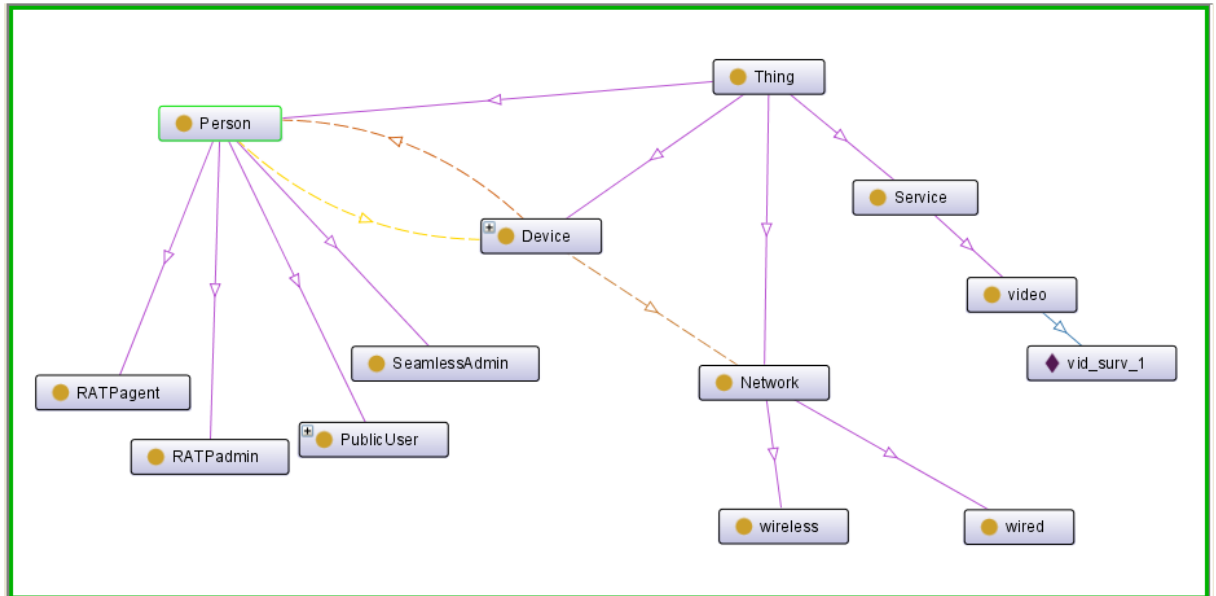 Thing
Person
Service
Device
video
vid_surv_1
SeamlessAdmin
Network
RATPagent
PublicUser
RATPadmin
wireless
wired